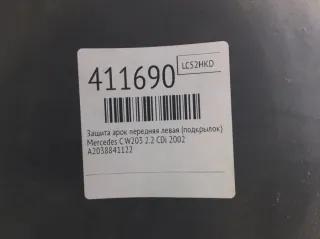 411690 LC52HKD
Защита арок передняя левая (подкрылок)
Mercedes C W203 2.2 CDi 2002
A2038841122